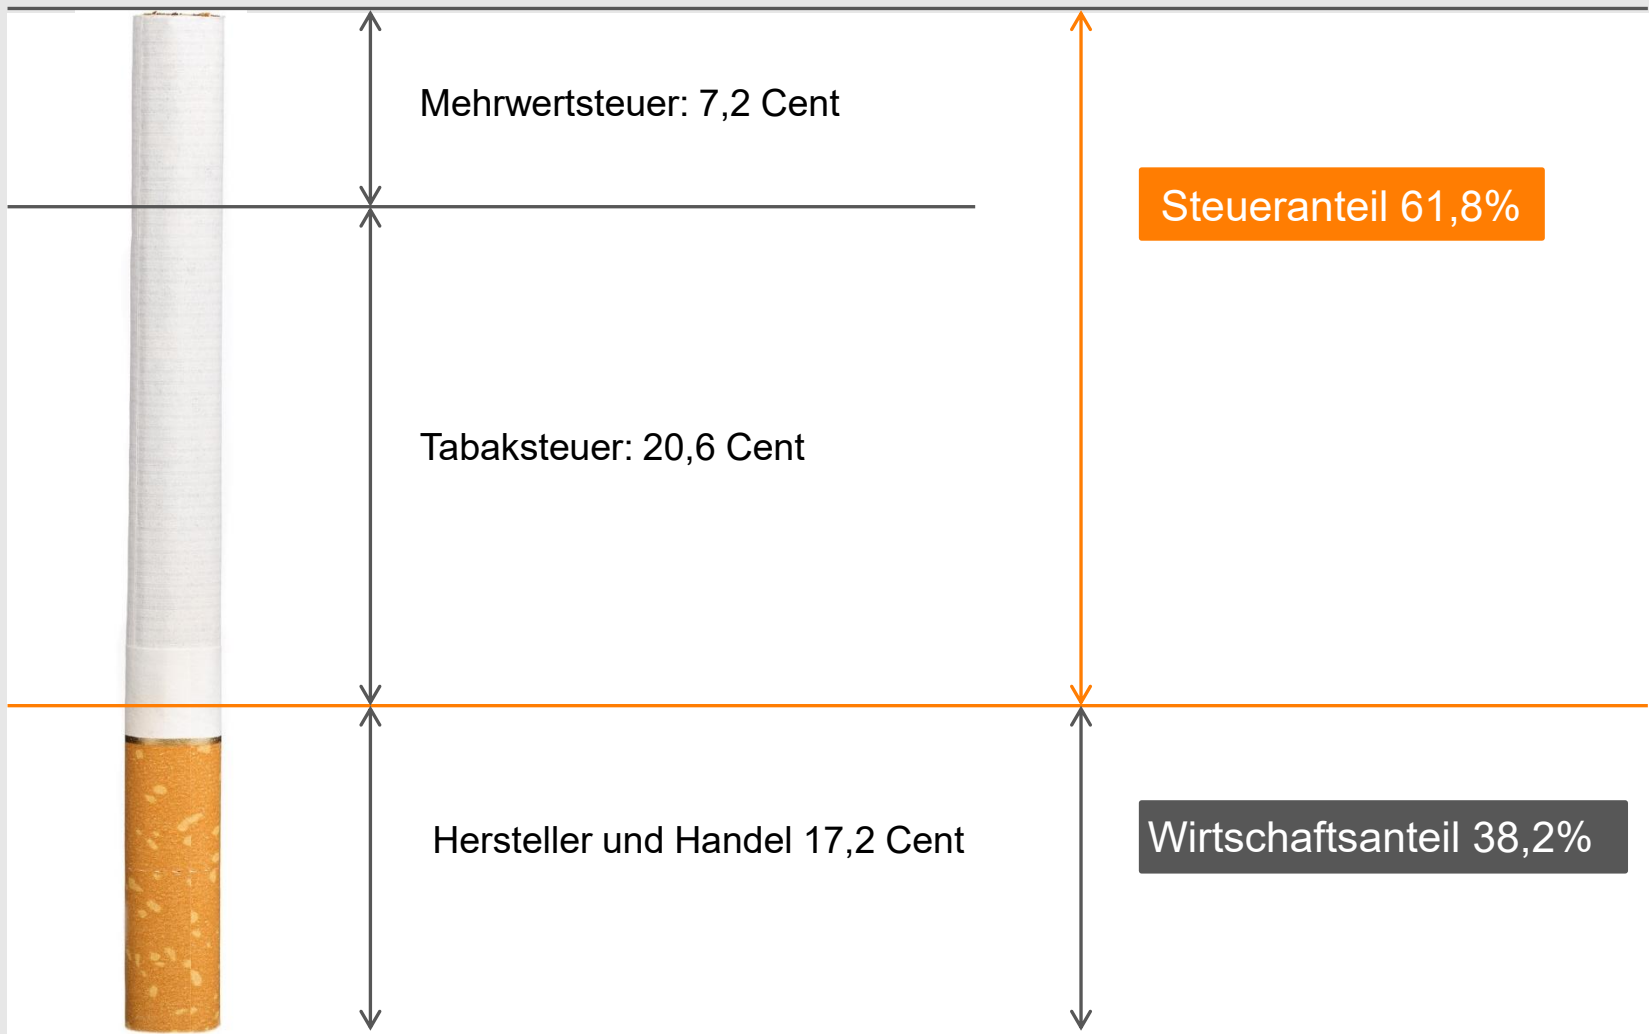 Mehrwertsteuer: 7,2 Cent
Steueranteil 61,8%
Tabaksteuer: 20,6 Cent
Hersteller und Handel 17,2 Cent
Wirtschaftsanteil 38,2%